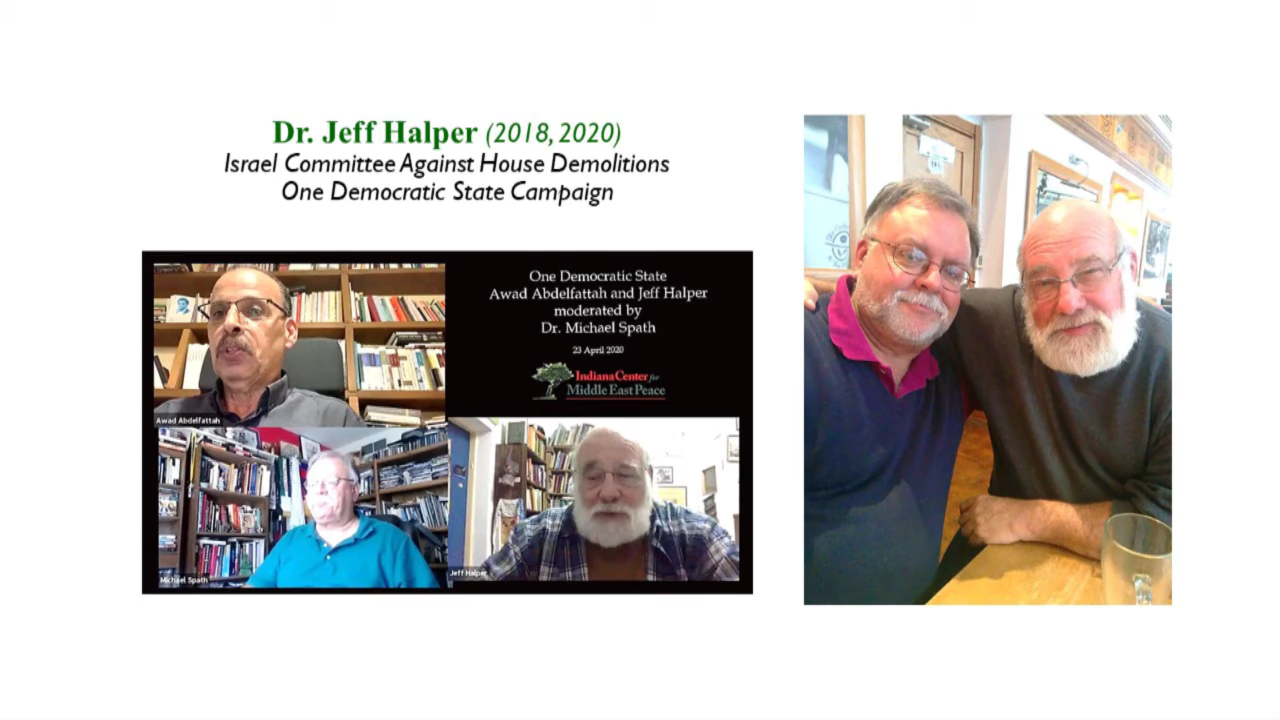 Dr. Jeff Halper (2018, 2020)
Israel Committee Against House Demolitions
One Democratic State Campaign
One Democratic State
Awad Abdelfattah and Jeff Halper
moderated by
Dr. Michael Spath
23 April 2020
Indiana Center for
Middle East Peace
Awad Abdelfattah
Michael Spath
Jeff Halper